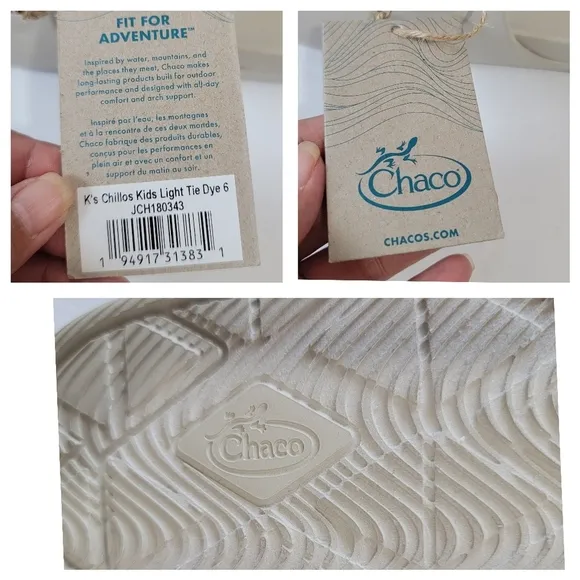 FIT FOR
ADVENTURE™
Inspired by water, mountains, and
the places they meet, Chaco makes
long-lasting products built for outdoor
performance and designed with all-day
comfort and arch support.
Inspiré par l'eau, les montagnes
et à la rencontre de ces deux mondes,
Chaco fabrique des produits durables,
conçus pour les performances en
plein air et avec un confort et un
support du matin au soir.
K's Chillos Kids Light Tie Dye 6
JCH180343
1 94917 31383 1
Chaco
CHACOS.COM
Chaco